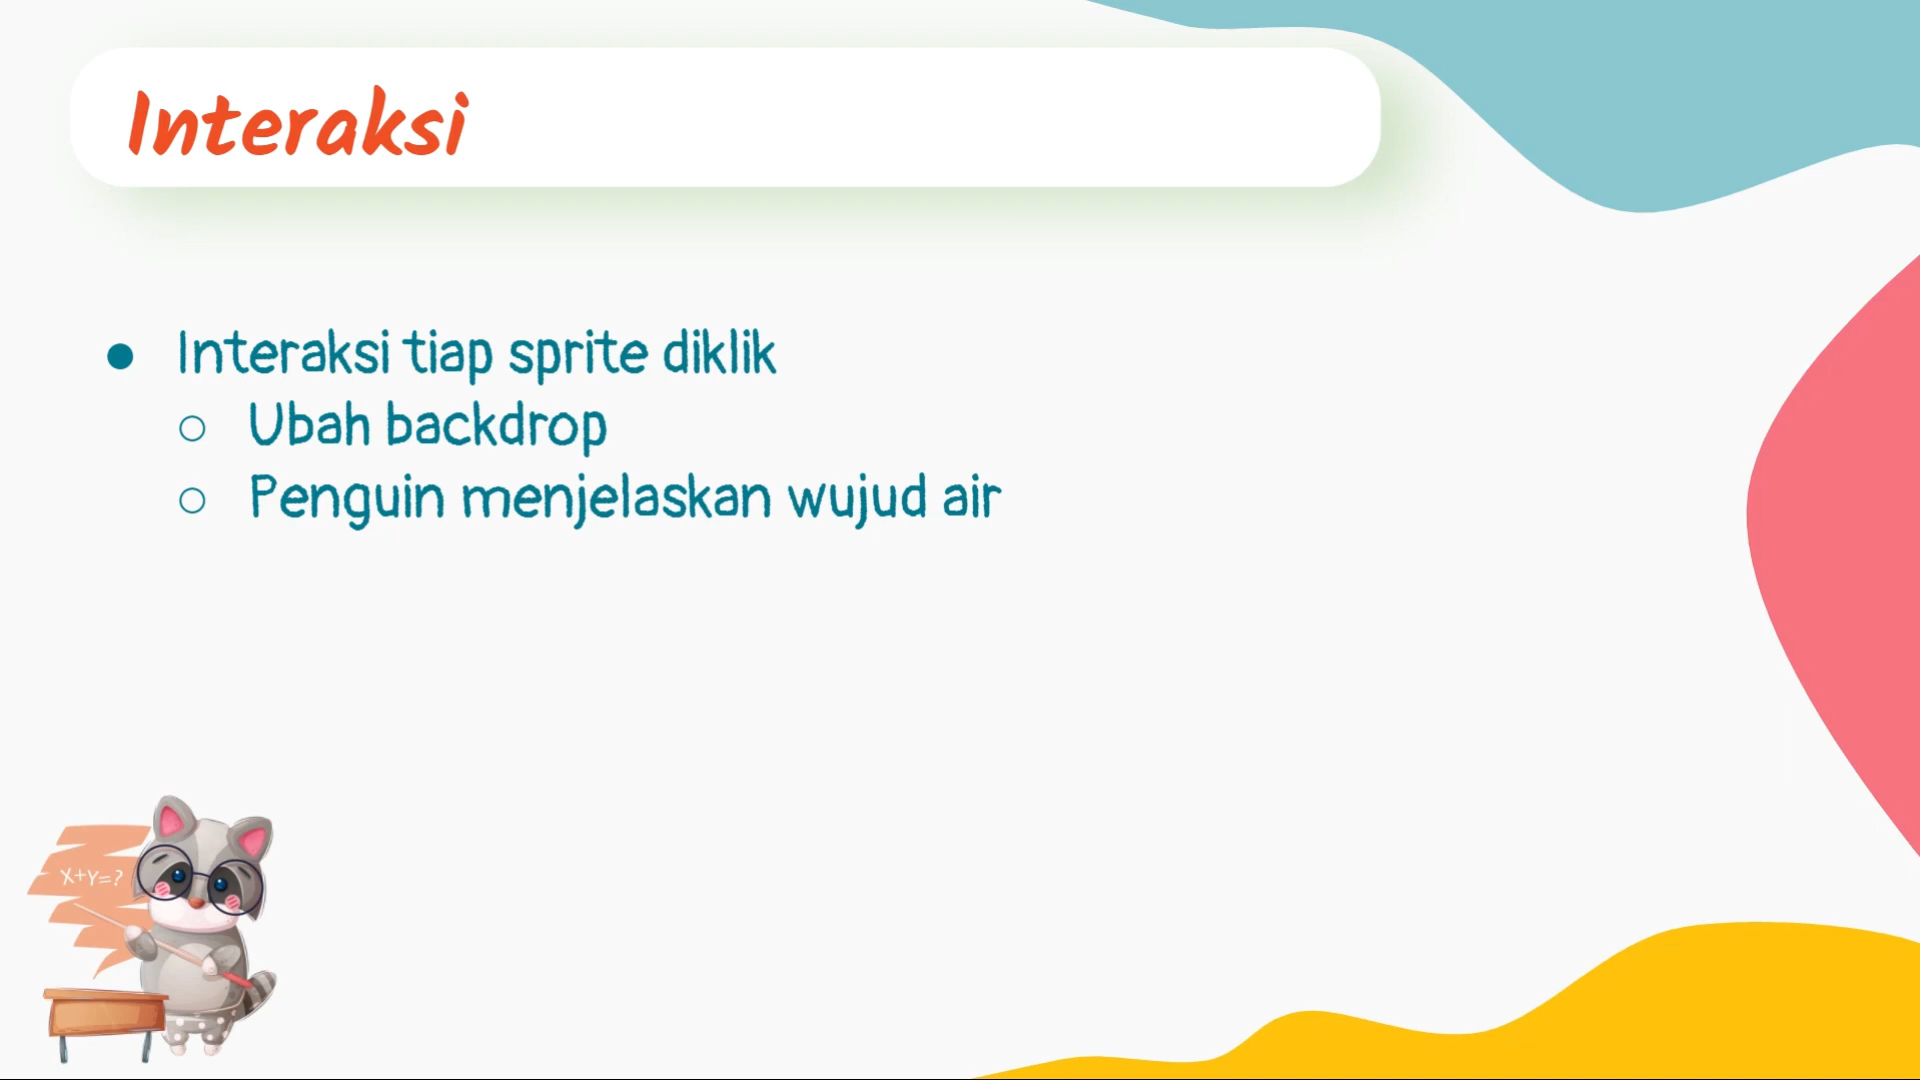 Interaksi
● Interaksi tiap sprite diklik
○ Ubah backdrop
○ Penguin menjelaskan wujud air
X+Y=?